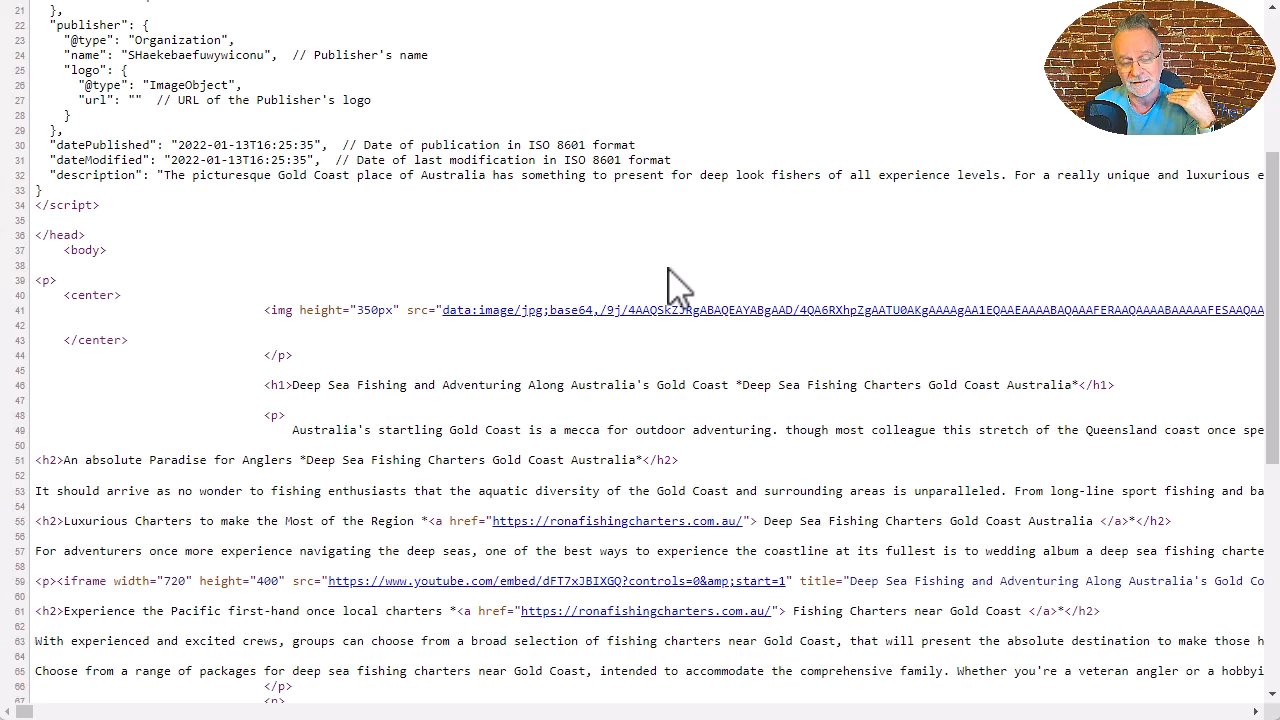 21 },
22 "publisher": {
23 "@type": "Organization",
24 "name": "SHaekebaefuwywiconu",  // Publisher's name
25 "logo": {
26 "@type": "ImageObject",
27 "url": ""  // URL of the Publisher's logo
28 }
29 },
30 "datePublished": "2022-01-13T16:25:35",  // Date of publication in ISO 8601 format
31 "dateModified": "2022-01-13T16:25:35",  // Date of last modification in ISO 8601 format
32 "description": "The picturesque Gold Coast place of Australia has something to present for deep look fishers of all experience levels. For a really unique and luxurious e
33 }
34 </script>
35
36 </head>
37 <body>
38
39 <p>
40 <center>
41 <img height="350px" src="data:image/jpg;base64,/9j/4AAQSkZJRgABAQEAYABgAAD/4QA6RXhpZgAATU0AKgAAAAgAA1EQAAEAAAABAQAAAFERAAQAAAABAAAAAFESAAQAA
42
43 </center>
44 </p>
45
46 <h1>Deep Sea Fishing and Adventuring Along Australia's Gold Coast *Deep Sea Fishing Charters Gold Coast Australia*</h1>
47
48 <p>
49 Australia's startling Gold Coast is a mecca for outdoor adventuring. though most colleague this stretch of the Queensland coast once spe
50
51 <h2>An absolute Paradise for Anglers *Deep Sea Fishing Charters Gold Coast Australia*</h2>
52
53 It should arrive as no wonder to fishing enthusiasts that the aquatic diversity of the Gold Coast and surrounding areas is unparalleled. From long-line sport fishing and ba
54
55 <h2>Luxurious Charters to make the Most of the Region *<a href="https://ronafishingcharters.com.au/"> Deep Sea Fishing Charters Gold Coast Australia </a>*</h2>
56
57 For adventurers once more experience navigating the deep seas, one of the best ways to experience the coastline at its fullest is to wedding album a deep sea fishing charte
58
59 <p><iframe width="720" height="400" src="https://www.youtube.com/embed/dFT7xJBIXGQ?controls=0&amp;start=1" title="Deep Sea Fishing and Adventuring Along Australia's Gold Co
60
61 <h2>Experience the Pacific first-hand once local charters *<a href="https://ronafishingcharters.com.au/"> Fishing Charters near Gold Coast </a>*</h2>
62
63 With experienced and excited crews, groups can choose from a broad selection of fishing charters near Gold Coast, that will present the absolute destination to make those h
64
65 Choose from a range of packages for deep sea fishing charters near Gold Coast, intended to accommodate the comprehensive family. Whether you're a veteran angler or a hobbyi
66 </p>
67